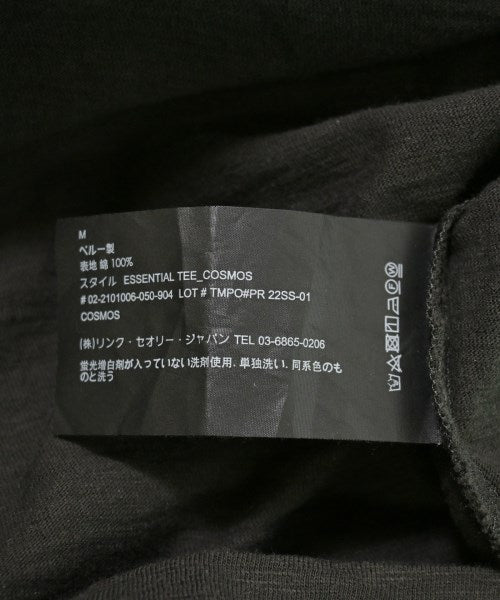 M
ペルー製
表地 綿 100%
スタイル ESSENTIAL TEE_COSMOS
# 02-2101006-050-904 LOT # TMPO#PR 22SS-01
COSMOS
(株)リンク・セオリー・ジャパン TEL 03-6865-0206
蛍光増白剤が入っていない洗剤使用. 単独洗い. 同系色のも
のと洗う